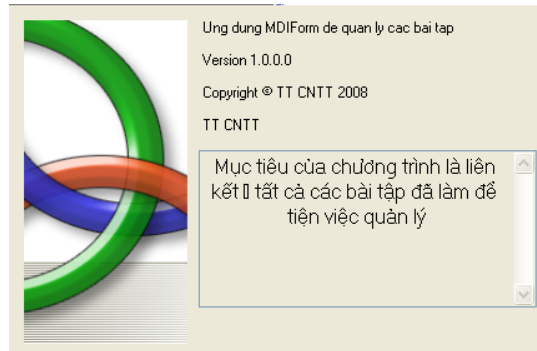 Ung dung MDIForm de quan ly cac bai tap
Version 1.0.0.0
Copyright © TT CNTT 2008
TT CNTT
Mục tiêu của chương trình là liên
kết tất cả các bài tập đã làm để
tiện việc quản lý